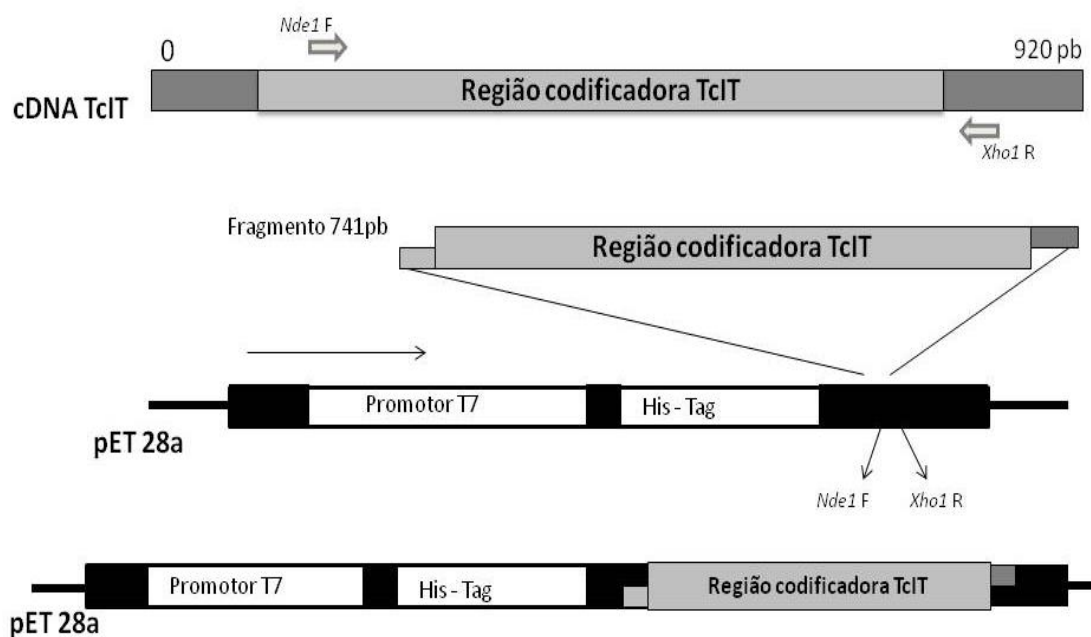 Nde1 F
0
920 pb
Região codificadora TcIT
cDNA TcIT
Xho1 R
Fragmento 741pb
Região codificadora TcIT
Promotor T7
His - Tag
pET 28a
Nde1 F
Xho1 R
Promotor T7
His - Tag
Região codificadora TcIT
pET 28a